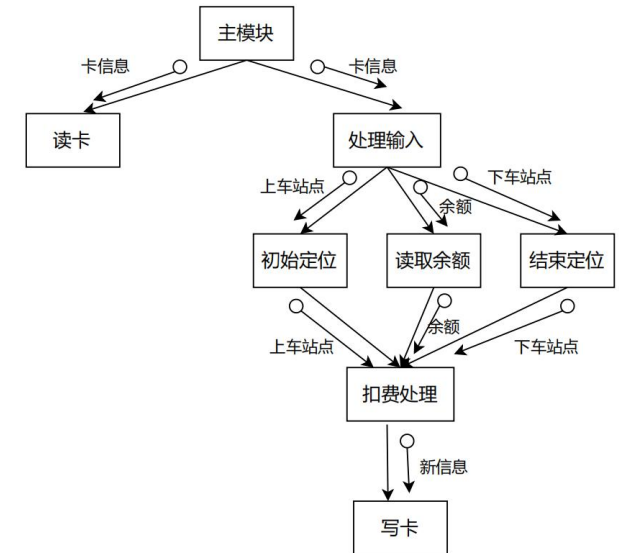 主模块
卡信息
卡信息
读卡
处理输入
上车站点
余额
下车站点
初始定位
读取余额
结束定位
上车站点
余额
下车站点
扣费处理
新信息
写卡